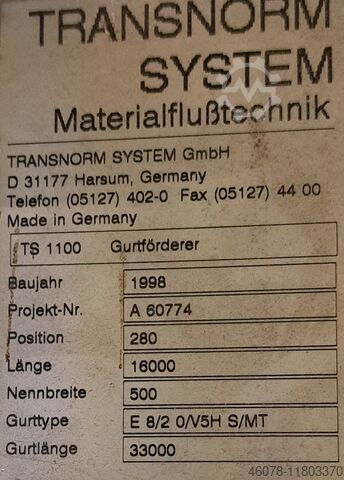 TRANSNORM
SYSTEM
Materialflußtechnik
TRANSNORM SYSTEM GmbH
D 31177 Harsum, Germany
Telefon (05127) 402-0 Fax (05127) 44 00
Made in Germany
TS 1100 Gurtförderer
Baujahr 1998
Projekt-Nr. A 60774
Position 280
Länge 16000
Nennbreite 500
Gurttype E 8/2 0/V5H S/MT
Gurtlänge 33000
46078-11803370